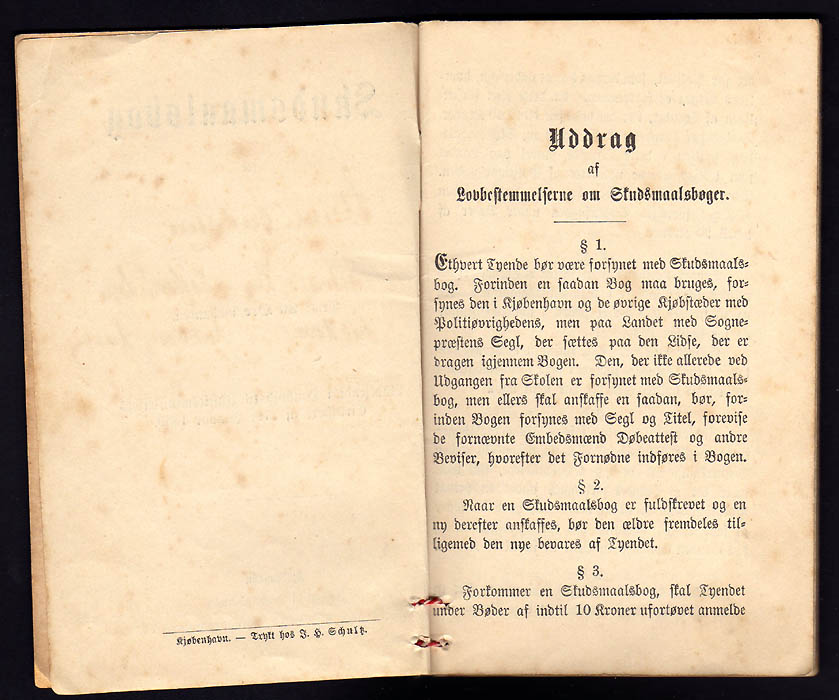 Kjøbenhavn. — Trykt hos J. H. Schultz.
Uddrag
af
Lovbestemmelserne om Skudsmaalsbøger.
§ 1.
Ethvert Tyende bør være forsynet med Skudsmaals-
bog. Forinden en saadan Bog maa bruges, for-
synes den i Kjøbenhavn og de øvrige Kjøbstæder med
Politiøvrighedens, men paa Landet med Sogne-
præstens Segl, der sættes paa den Lidse, der er
dragen igjennem Bogen. Den, der ikke allerede ved
Udgangen fra Skolen er forsynet med Skudsmaals-
bog, men ellers skal anskaffe en saadan, bør, for-
inden Bogen forsynes med Segl og Titel, forevise
de fornævnte Embedsmænd Døbeattest og andre
Beviser, hvorefter det Fornødne indføres i Bogen.
§ 2.
Naar en Skudsmaalsbog er fuldskrevet og en
ny derefter anskaffes, bør den ældre fremdeles til-
ligemed den nye bevares af Tyendet.
§ 3.
Forkommer en Skudsmaalsbog, skal Tyendet
under Bøder af indtil 10 Kroner ufortøvet anmelde